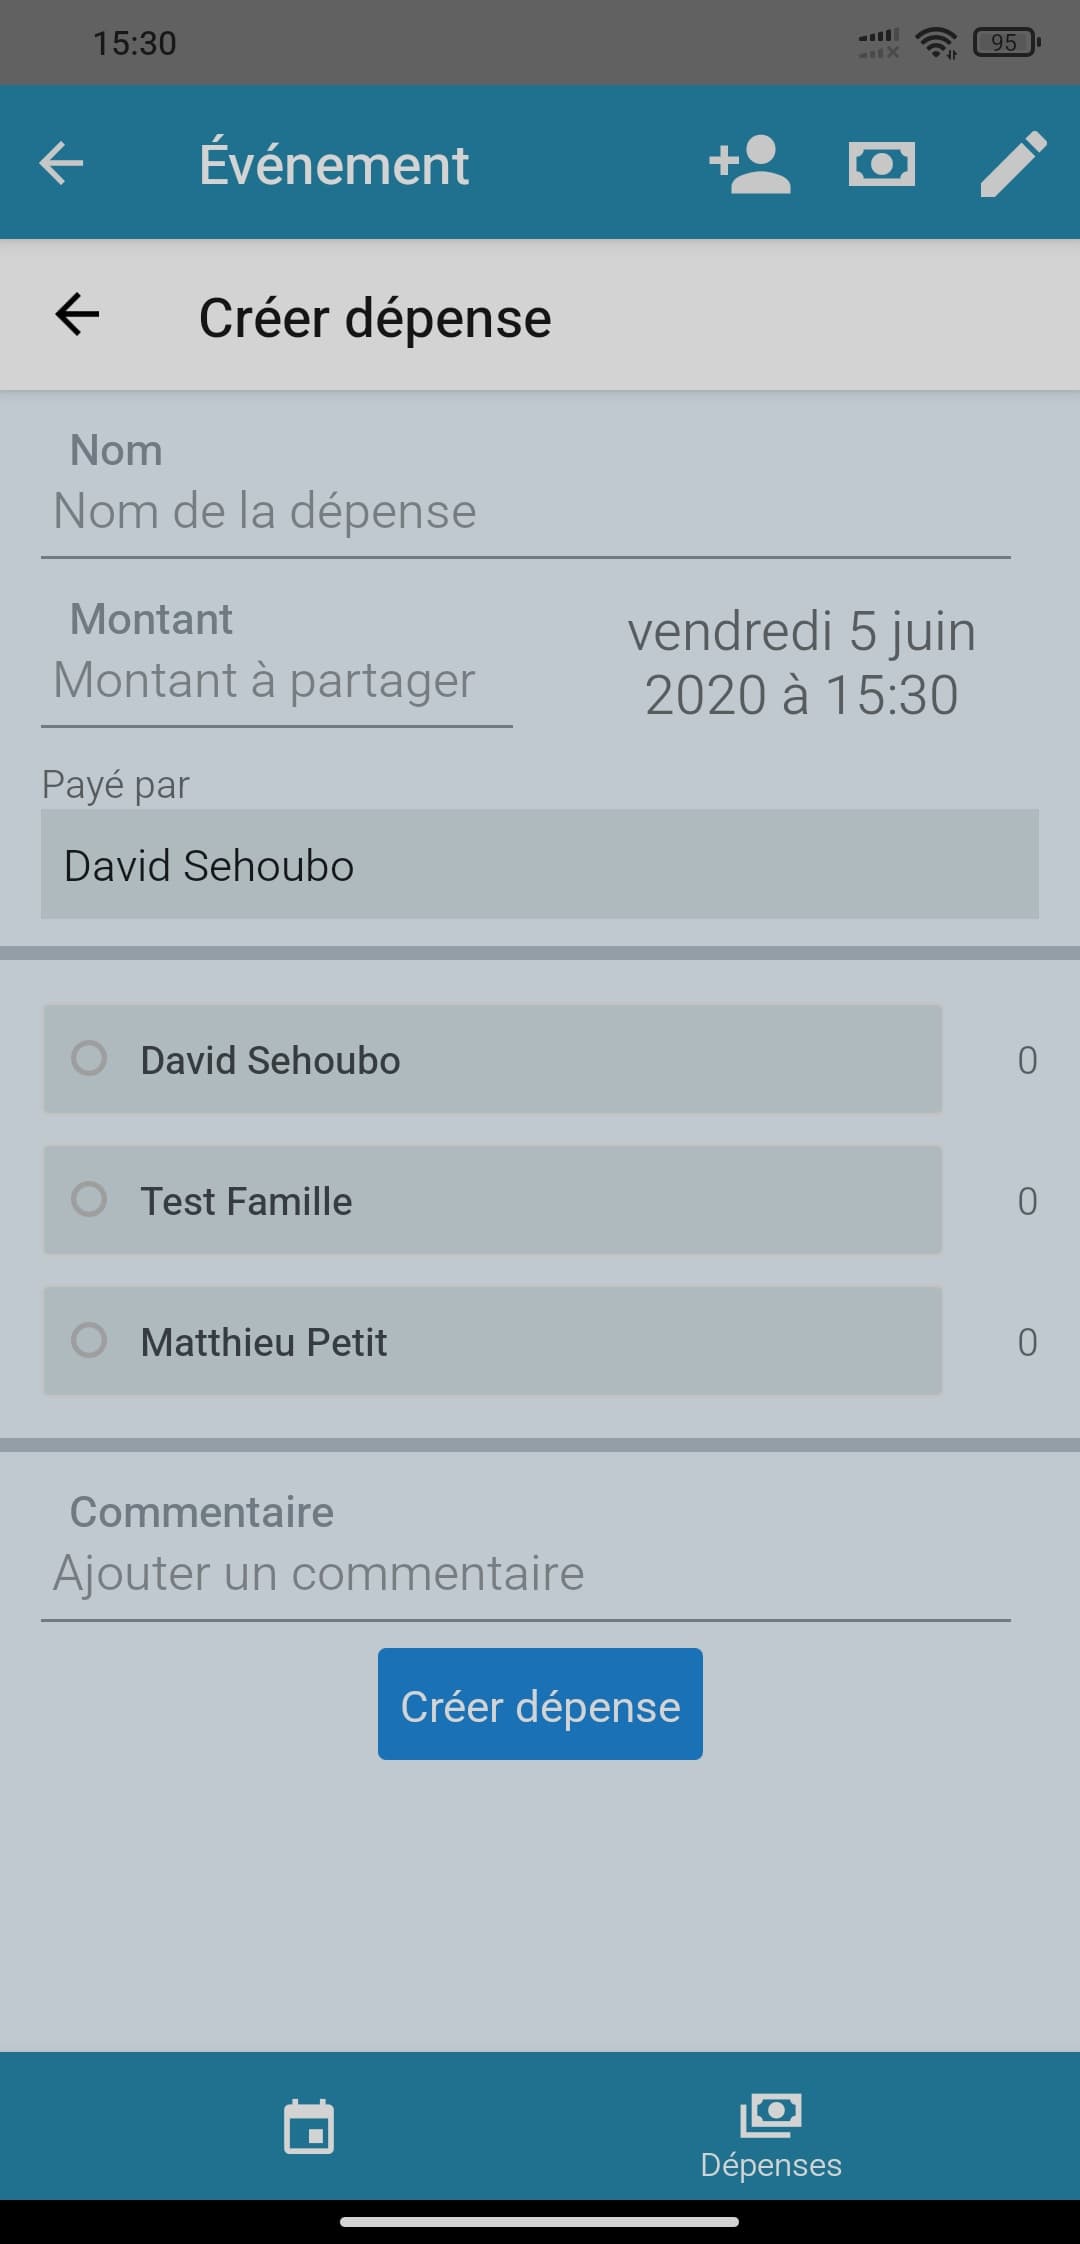 15:30
95
Événement
Créer dépense
Nom
Nom de la dépense
Montant
Montant à partager
vendredi 5 juin
2020 à 15:30
Payé par
David Sehoubo
David Sehoubo 0
Test Famille 0
Matthieu Petit 0
Commentaire
Ajouter un commentaire
Créer dépense
Dépenses